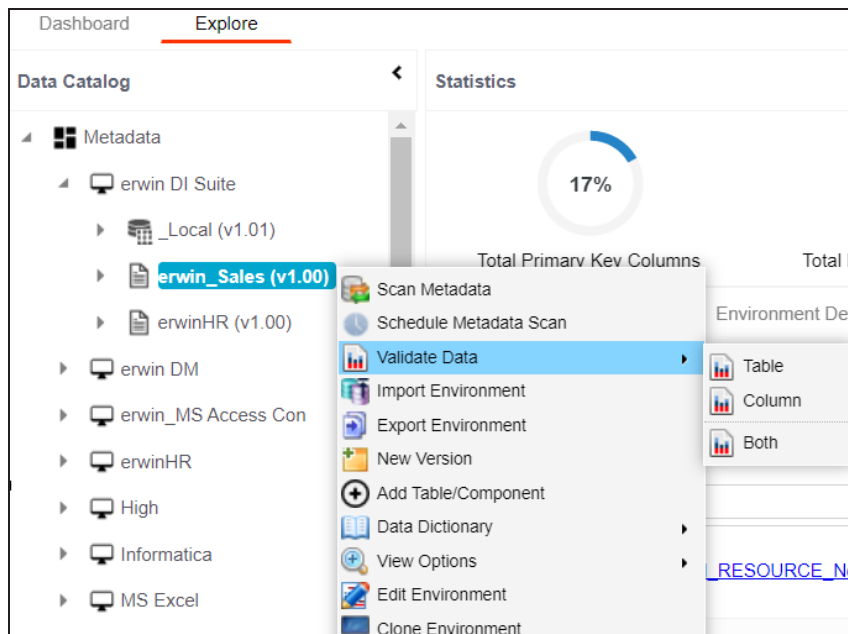 Dashboard Explore
Data Catalog
Statistics
Metadata
erwin DI Suite
17%
_Local (v1.01)
Total Primary Key Columns
Total
erwin_Sales (v1.00)
Scan Metadata
erwinHR (v1.00)
Schedule Metadata Scan
Environment De
Validate Data
Table
erwin DM
Import Environment
Column
erwin_MS Access Con
Export Environment
Both
erwinHR
New Version
High
Add Table/Component
Data Dictionary
Informatica
View Options
_RESOURCE_N
MS Excel
Edit Environment
Clone Environment